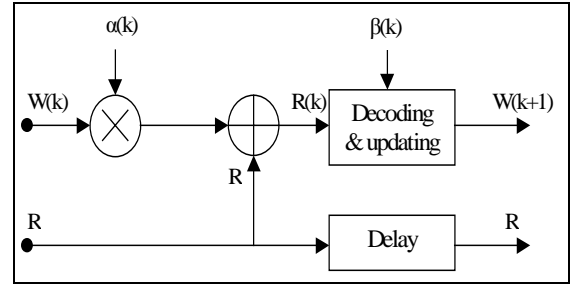 α(k)
β(k)
W(k)
R(k)
Decoding
& updating
W(k+1)
R
R
Delay
R